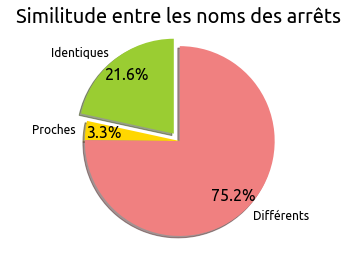 Similitude entre les noms des arrêts
Identiques
21.6%
Proches
3.3%
75.2%
Différents